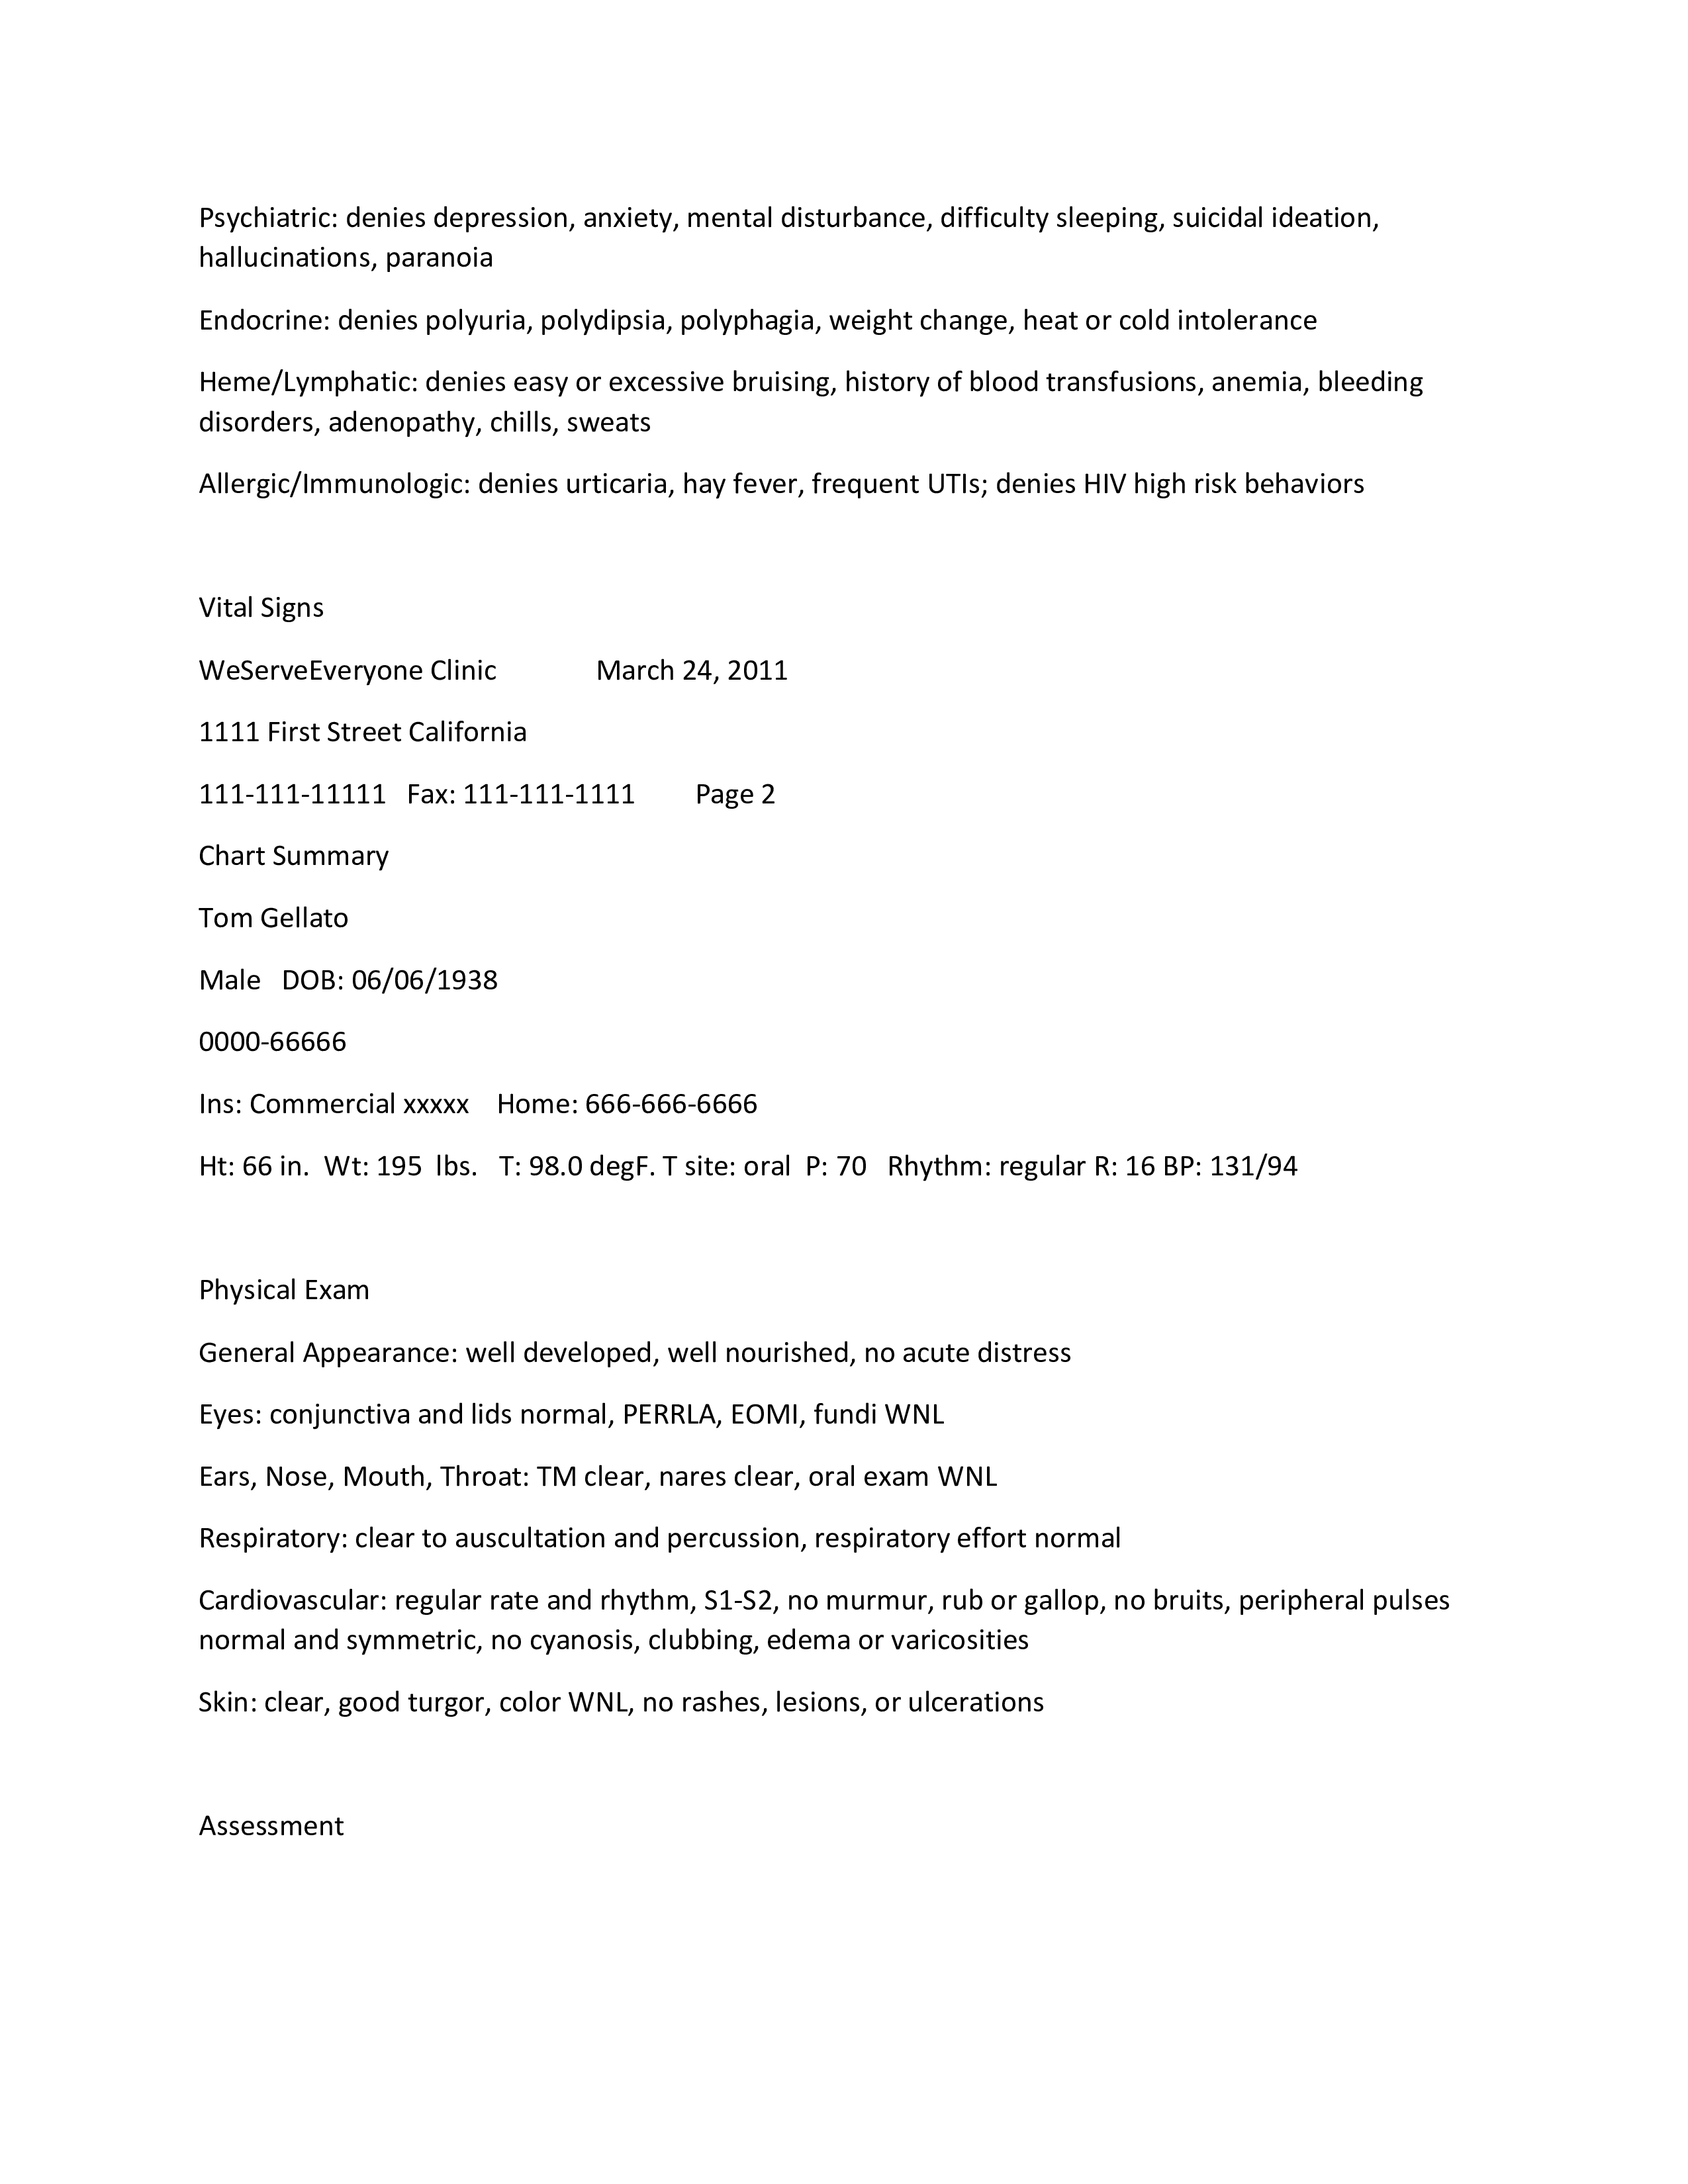 Psychiatric: denies depression, anxiety, mental disturbance, difficulty sleeping, suicidal ideation,
hallucinations, paranoia
Endocrine: denies polyuria, polydipsia, polyphagia, weight change, heat or cold intolerance
Heme/Lymphatic: denies easy or excessive bruising, history of blood transfusions, anemia, bleeding
disorders, adenopathy, chills, sweats
Allergic/Immunologic: denies urticaria, hay fever, frequent UTIs; denies HIV high risk behaviors
Vital Signs
WeServeEveryone Clinic March 24, 2011
1111 First Street California
111-111-11111 Fax: 111-111-1111 Page 2
Chart Summary
Tom Gellato
Male DOB: 06/06/1938
0000-66666
Ins: Commercial xxxxx Home: 666-666-6666
Ht: 66 in. Wt: 195 lbs. T: 98.0 degF. T site: oral P: 70 Rhythm: regular R: 16 BP: 131/94
Physical Exam
General Appearance: well developed, well nourished, no acute distress
Eyes: conjunctiva and lids normal, PERRLA, EOMI, fundi WNL
Ears, Nose, Mouth, Throat: TM clear, nares clear, oral exam WNL
Respiratory: clear to auscultation and percussion, respiratory effort normal
Cardiovascular: regular rate and rhythm, S1-S2, no murmur, rub or gallop, no bruits, peripheral pulses
normal and symmetric, no cyanosis, clubbing, edema or varicosities
Skin: clear, good turgor, color WNL, no rashes, lesions, or ulcerations
Assessment